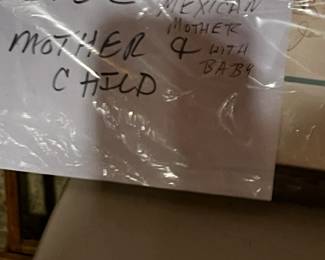 MEXICAN
MOTHER
MOTHER & WITH
CHILD BABY